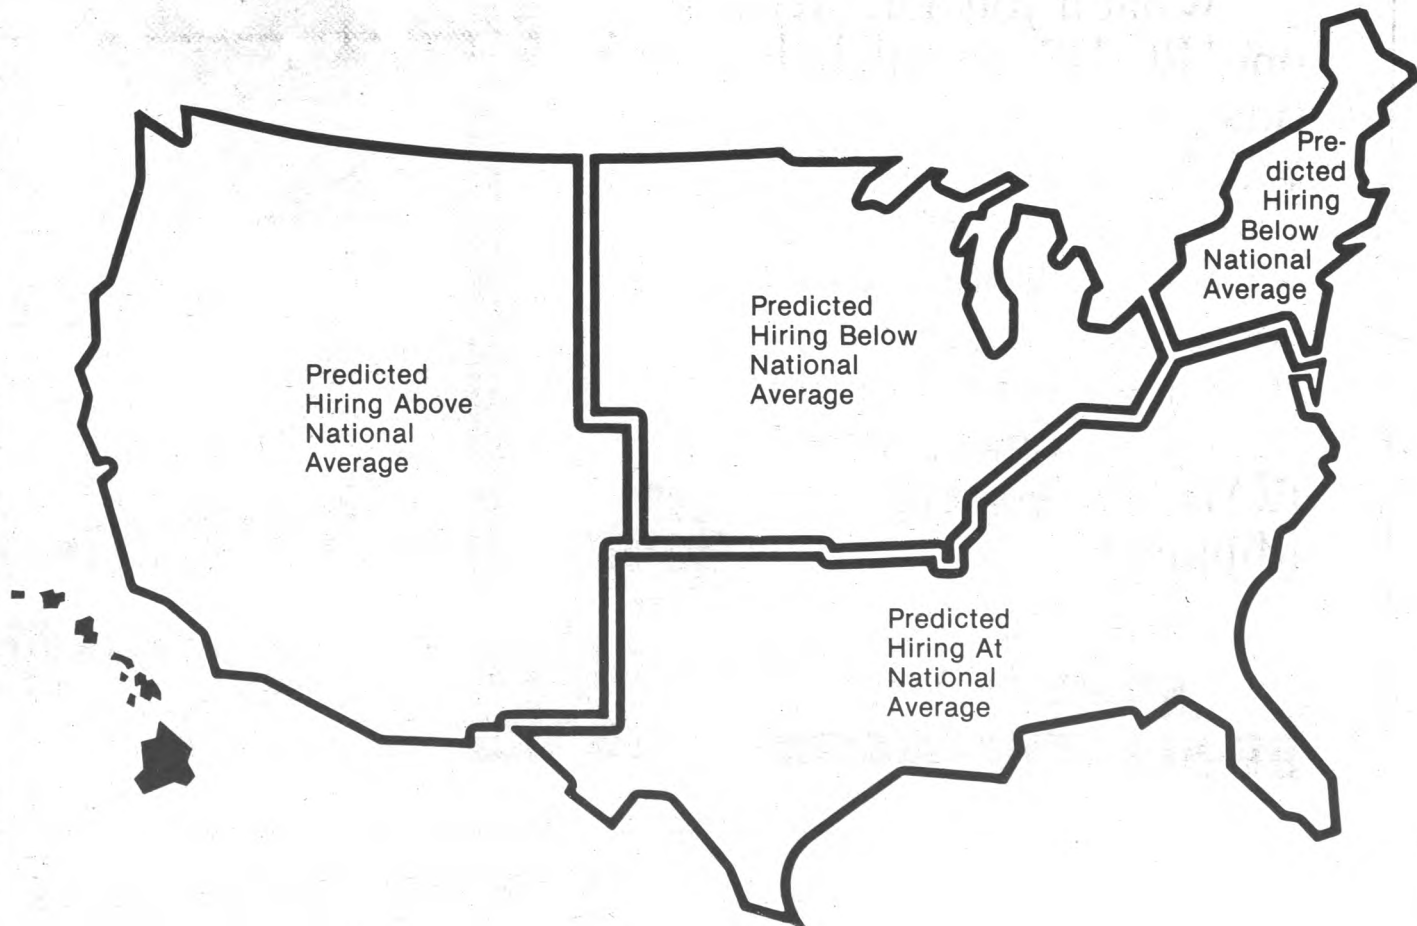 Pre-
dicted
Hiring
Below
National
Average
Predicted
Hiring Below
National
Average
Predicted
Hiring Above
National
Average
Predicted
Hiring At
National
Average